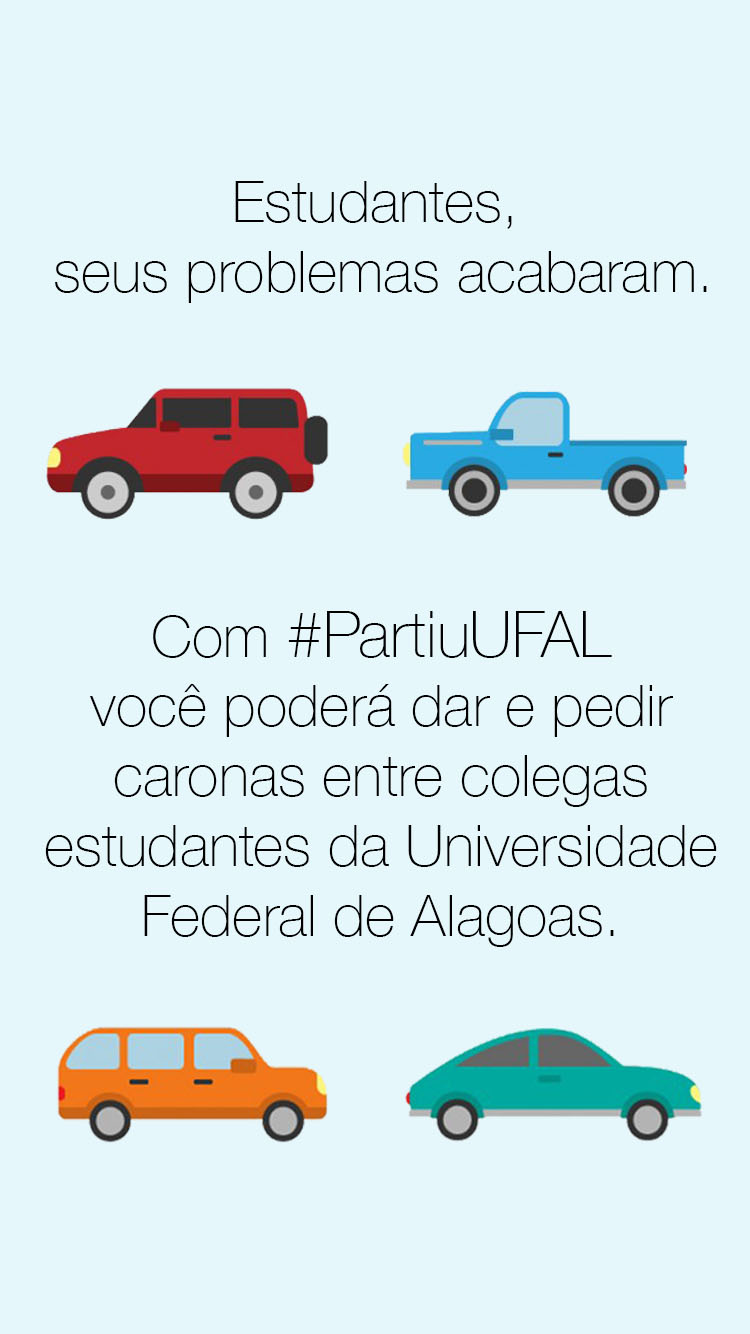 Estudantes,
seus problemas acabaram.
Com #PartiuUFAL
você poderá dar e pedir
caronas entre colegas
estudantes da Universidade
Federal de Alagoas.